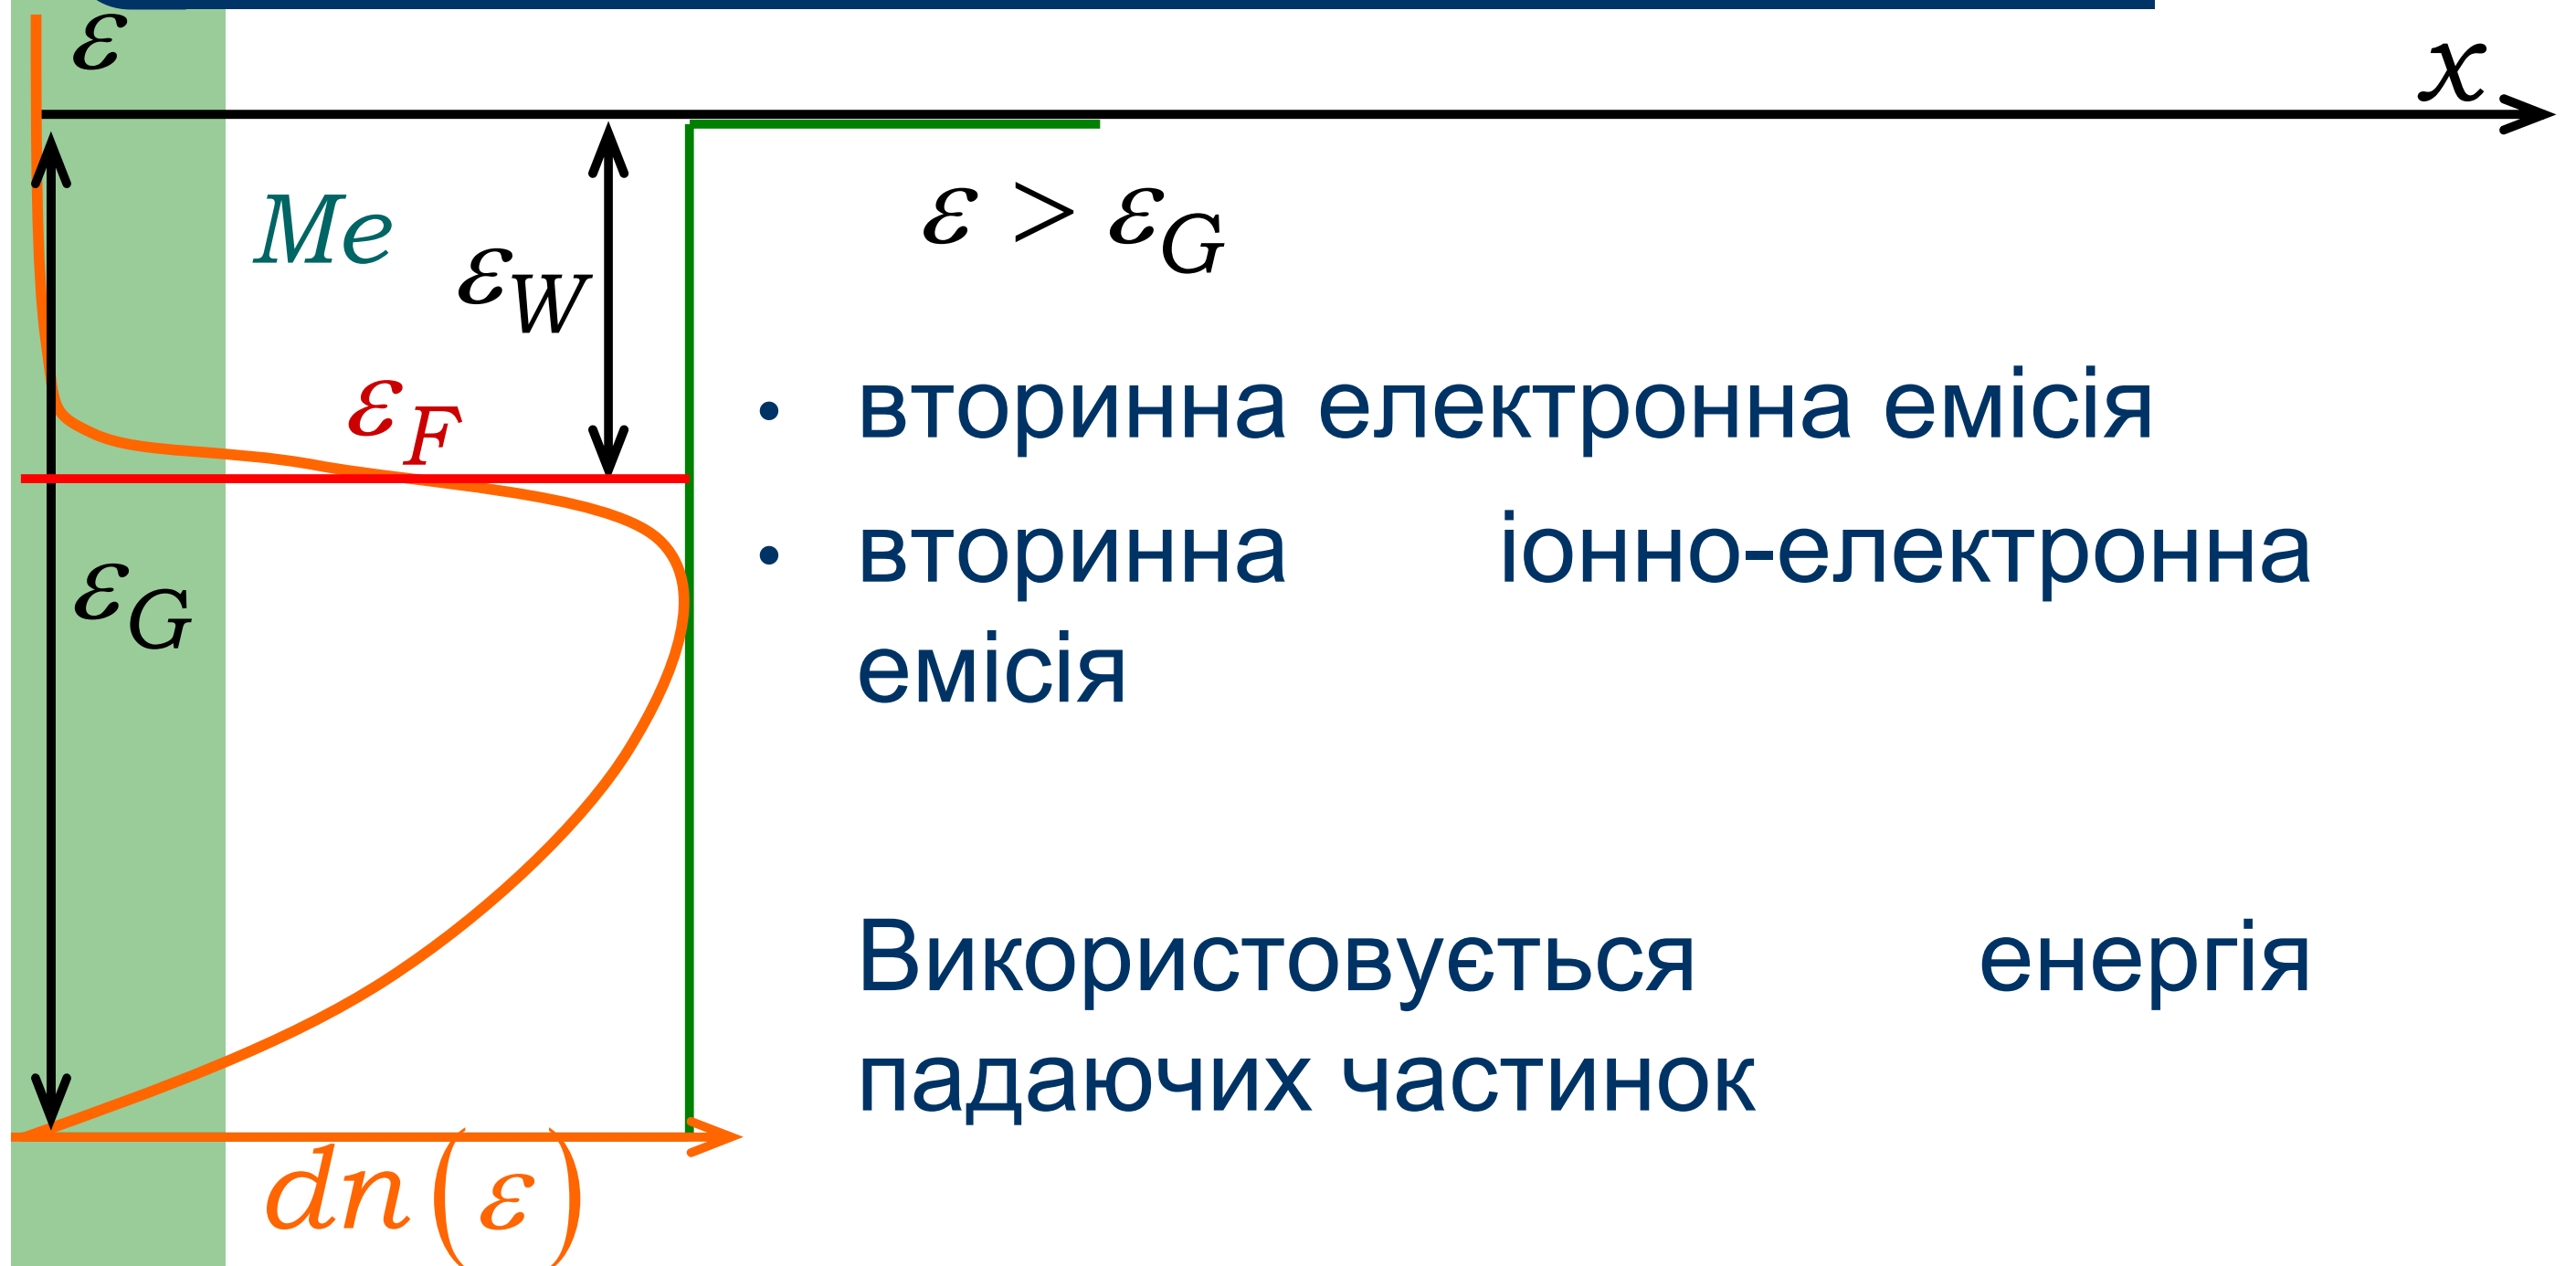 ε
x
Me
ε_W
ε > ε_G
ε_F
• вторинна електронна емісія
• вторинна іонно-електронна
емісія
ε_G
Використовується енергія
падаючих частинок
dn(ε)